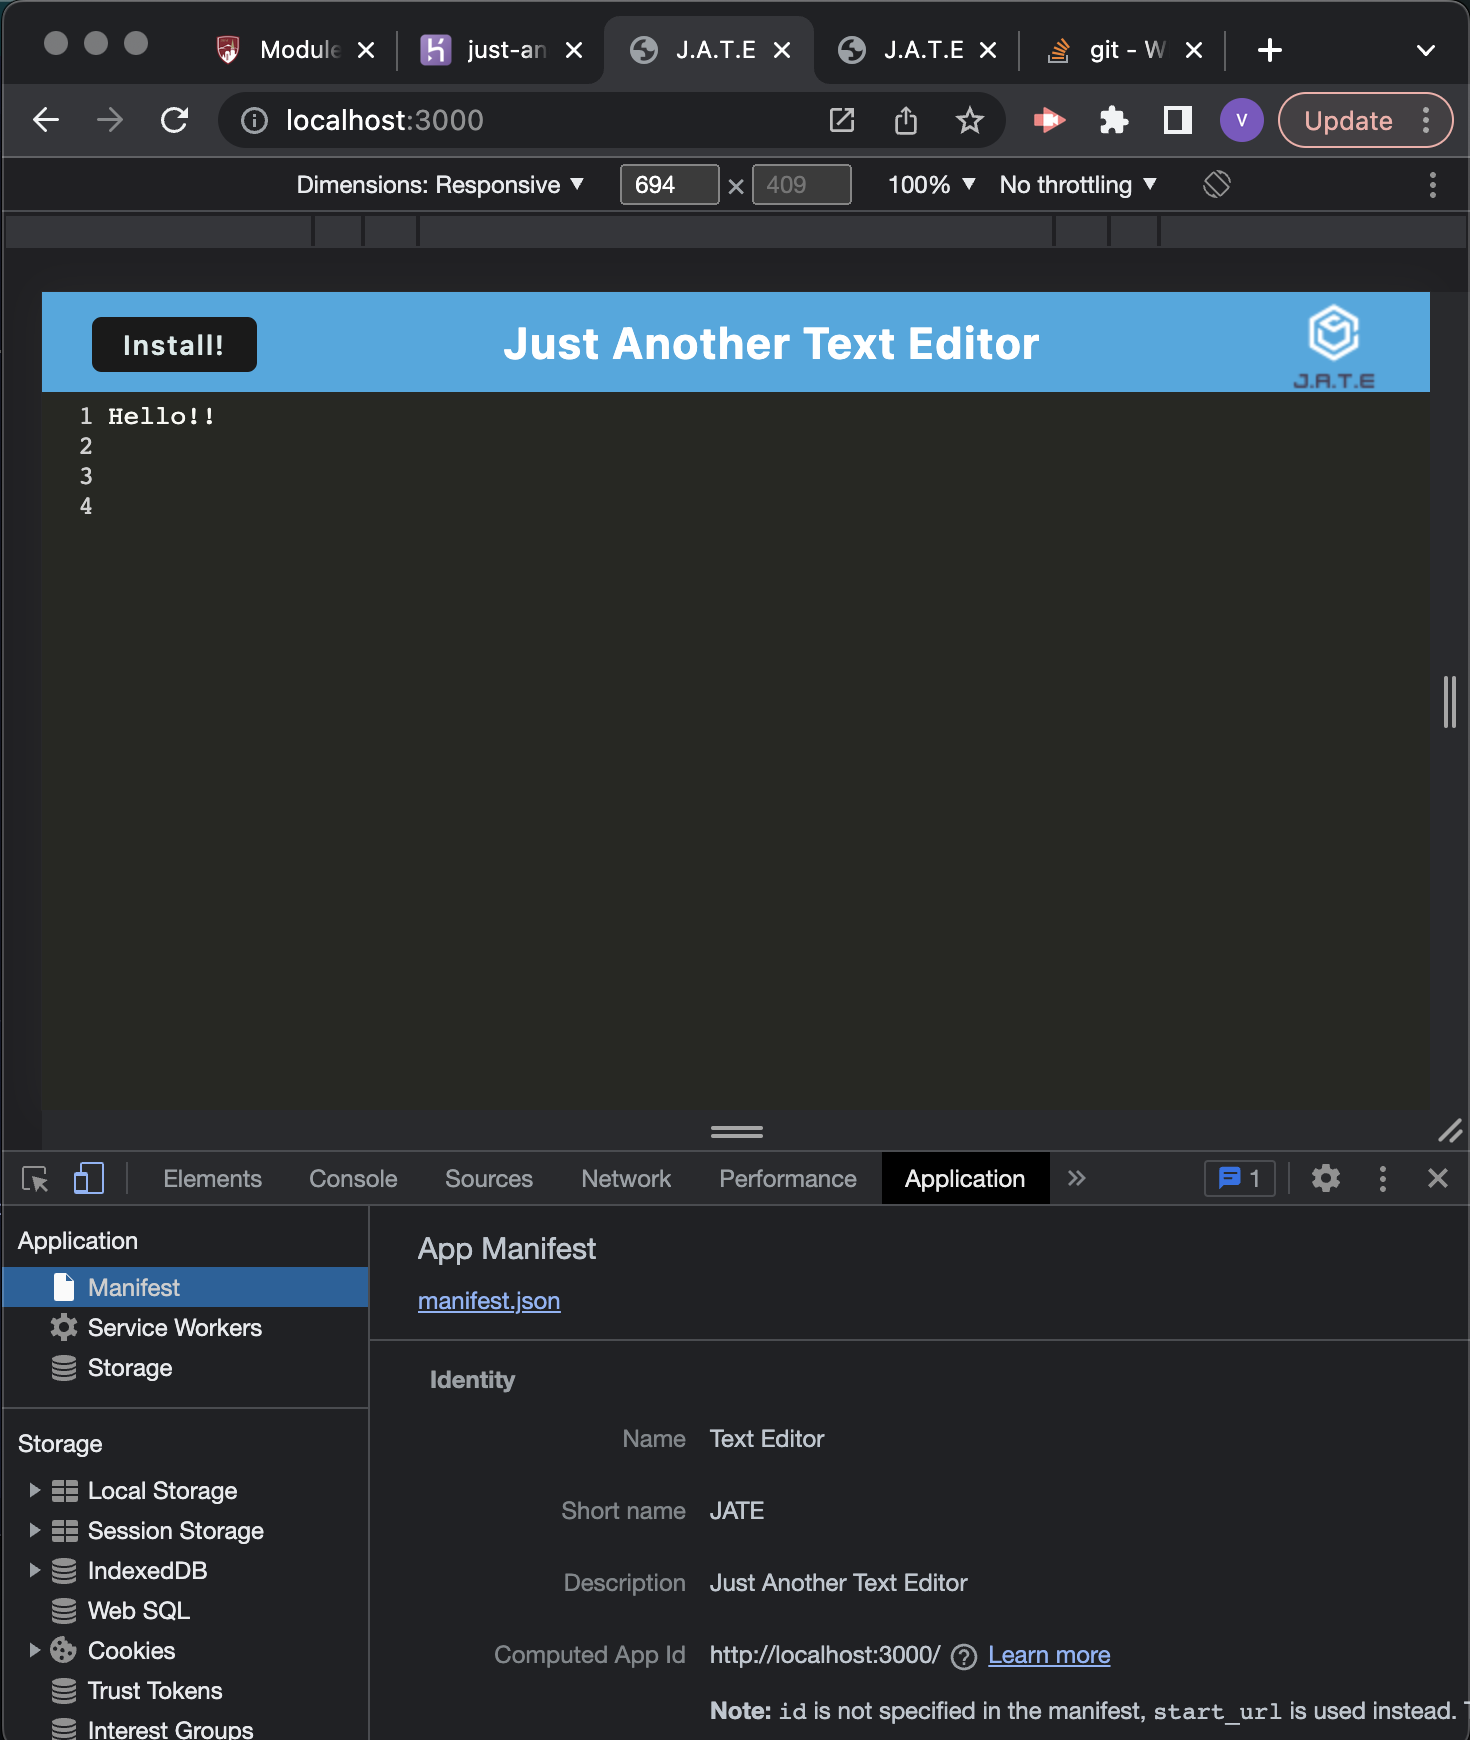 Module
just-an
J.A.T.E
J.A.T.E
git - W
localhost:3000
V
Update
Dimensions: Responsive
694
×
409
100%
No throttling
Install!
Just Another Text Editor
J.A.T.E
1 Hello!!
2
3
4
Elements
Console
Sources
Network
Performance
Application
1
Application
Manifest
Service Workers
Storage
Storage
Local Storage
Session Storage
IndexedDB
Web SQL
Cookies
Trust Tokens
Interest Groups
App Manifest
manifest.json
Identity
Name Text Editor
Short name JATE
Description Just Another Text Editor
Computed App Id http://localhost:3000/ Learn more
Note: id is not specified in the manifest, start_url is used instead.